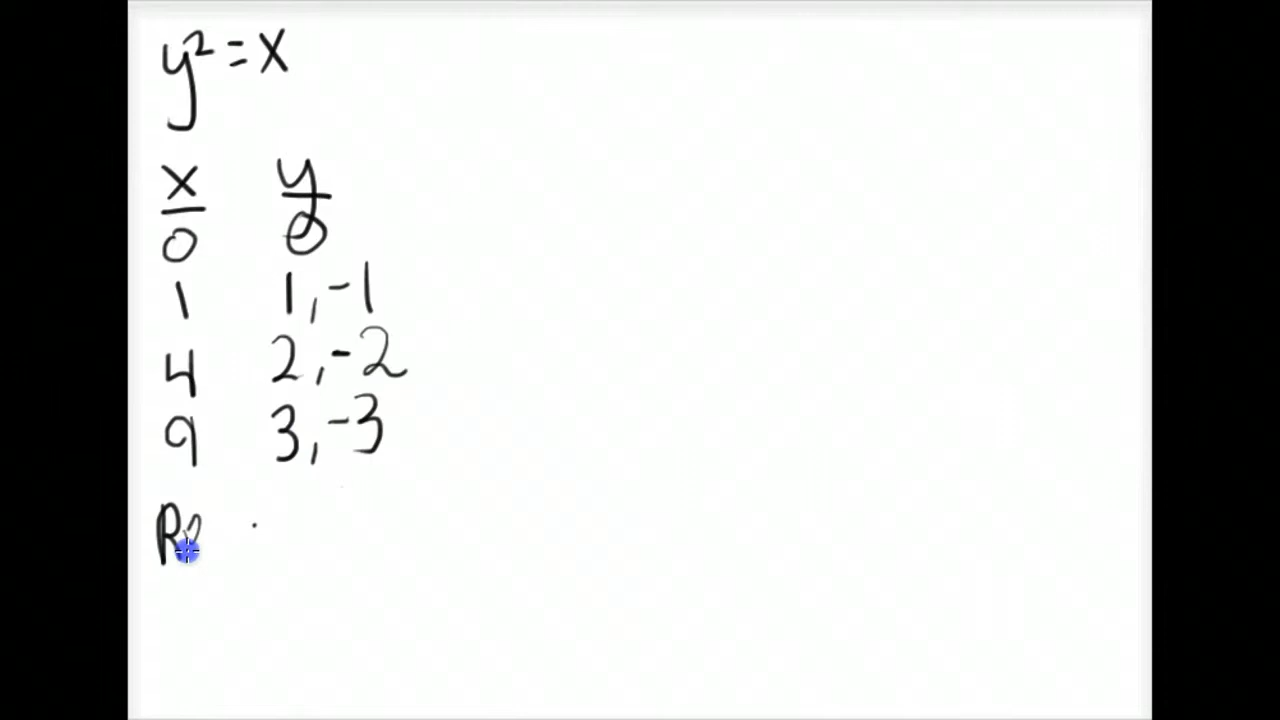 y² = x
x y
0 0
1 1, -1
4 2, -2
9 3, -3